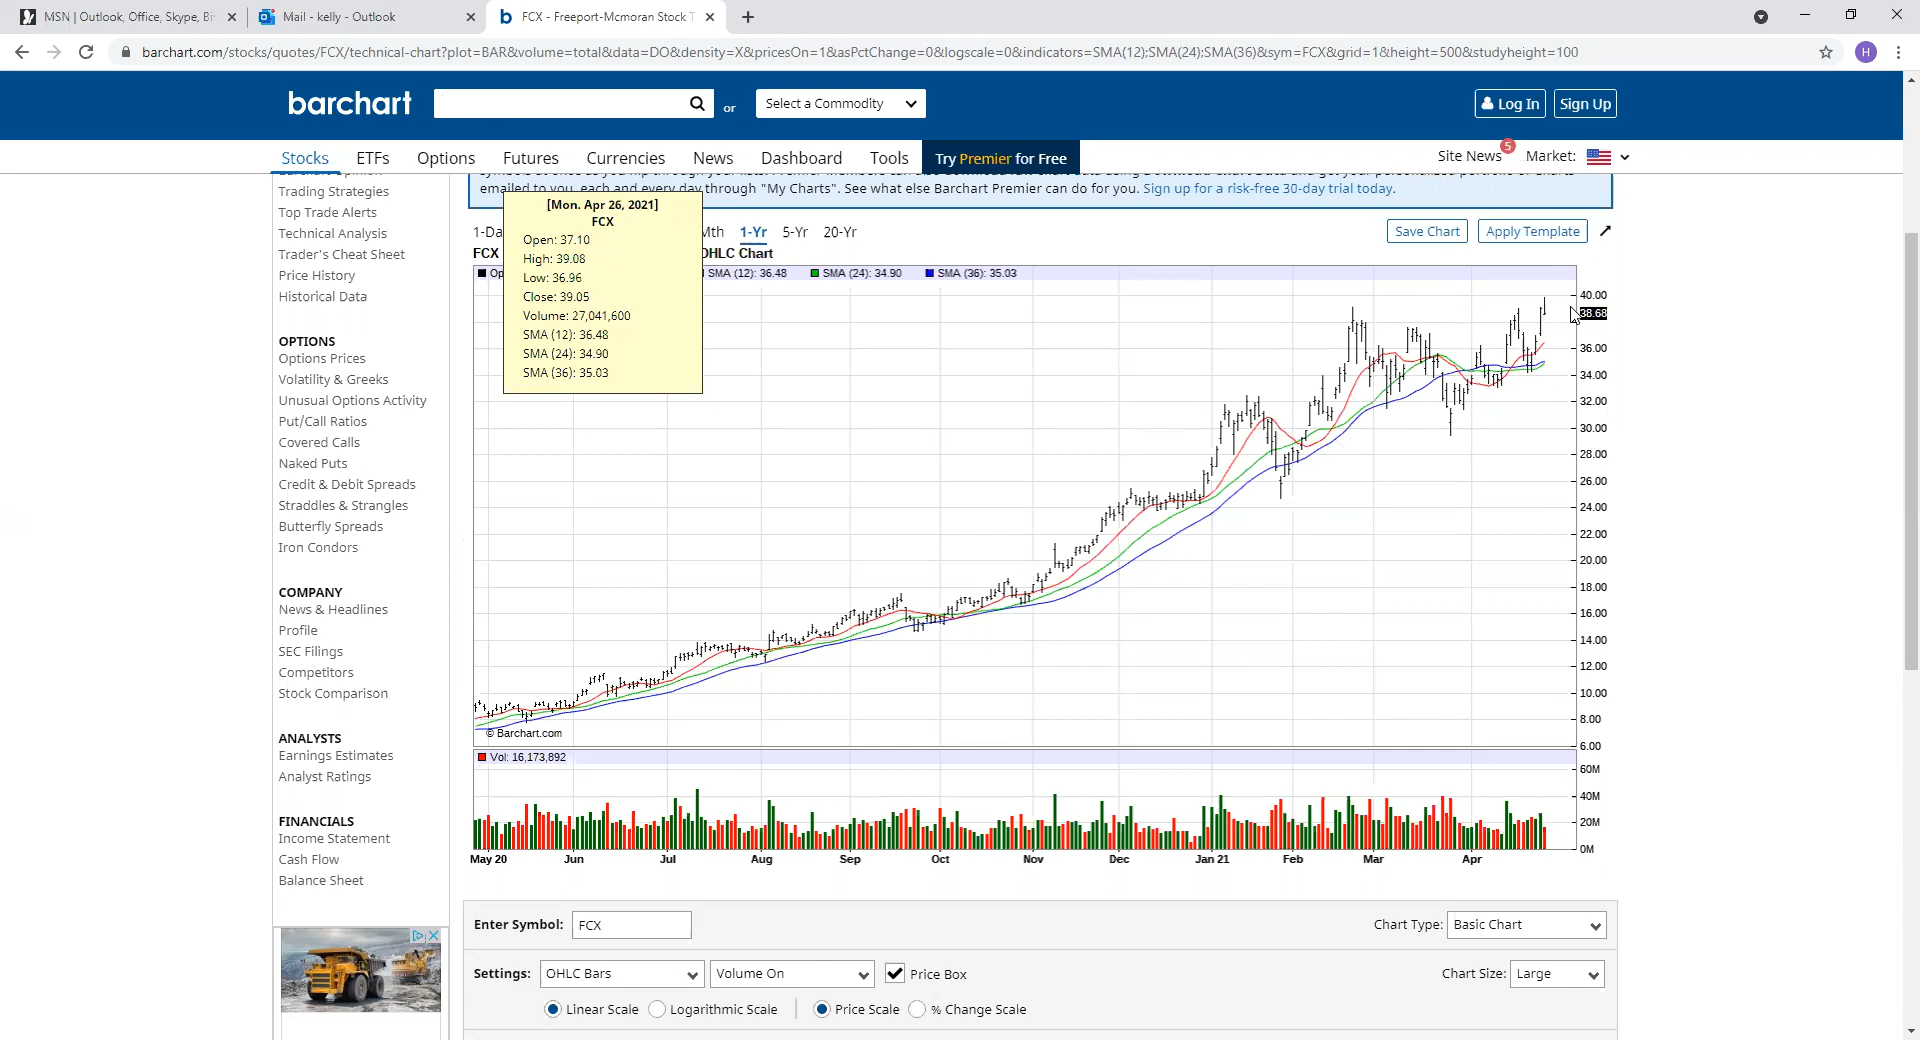 MSN | Outlook, Office, Skype, Bi
Mail - kelly - Outlook
b FCX - Freeport-Mcmoran Stock T
barchart.com/stocks/quotes/FCX/technical-chart?plot=BAR&volume=total&data=DO&density=X&pricesOn=1&asPctChange=0&logscale=0&indicators=SMA(12);SMA(24);SMA(36)&sym=FCX&grid=1&height=500&studyheight=100
H
barchart
or
Select a Commodity
Log In
Sign Up
Stocks ETFs Options Futures Currencies News Dashboard Tools Try Premier for Free
Site News 5 Market:
emailed to you, each and every day through "My Charts". See what else Barchart Premier can do for you. Sign up for a risk-free 30-day trial today.
Trading Strategies
Top Trade Alerts
Technical Analysis
Trader's Cheat Sheet
Price History
Historical Data
OPTIONS
Options Prices
Volatility & Greeks
Unusual Options Activity
Put/Call Ratios
Covered Calls
Naked Puts
Credit & Debit Spreads
Straddles & Strangles
Butterfly Spreads
Iron Condors
COMPANY
News & Headlines
Profile
SEC Filings
Competitors
Stock Comparison
ANALYSTS
Earnings Estimates
Analyst Ratings
FINANCIALS
Income Statement
Cash Flow
Balance Sheet
[Mon. Apr 26, 2021]
FCX
Open: 37.10
High: 39.08
Low: 36.96
Close: 39.05
Volume: 27,041,600
SMA (12): 36.48
SMA (24): 34.90
SMA (36): 35.03
1-Da Mth 1-Yr 5-Yr 20-Yr
Save Chart
Apply Template
FCX OHLC Chart
Op SMA (12): 36.48 SMA (24): 34.90 SMA (36): 35.03
40.00
38.68
36.00
34.00
32.00
30.00
28.00
26.00
24.00
22.00
20.00
18.00
16.00
14.00
12.00
10.00
8.00
6.00
© Barchart.com
Vol: 16,173,892
60M
40M
20M
0M
May 20 Jun Jul Aug Sep Oct Nov Dec Jan 21 Feb Mar Apr
Enter Symbol: FCX
Chart Type: Basic Chart
Settings: OHLC Bars Volume On Price Box
Chart Size: Large
Linear Scale Logarithmic Scale Price Scale % Change Scale